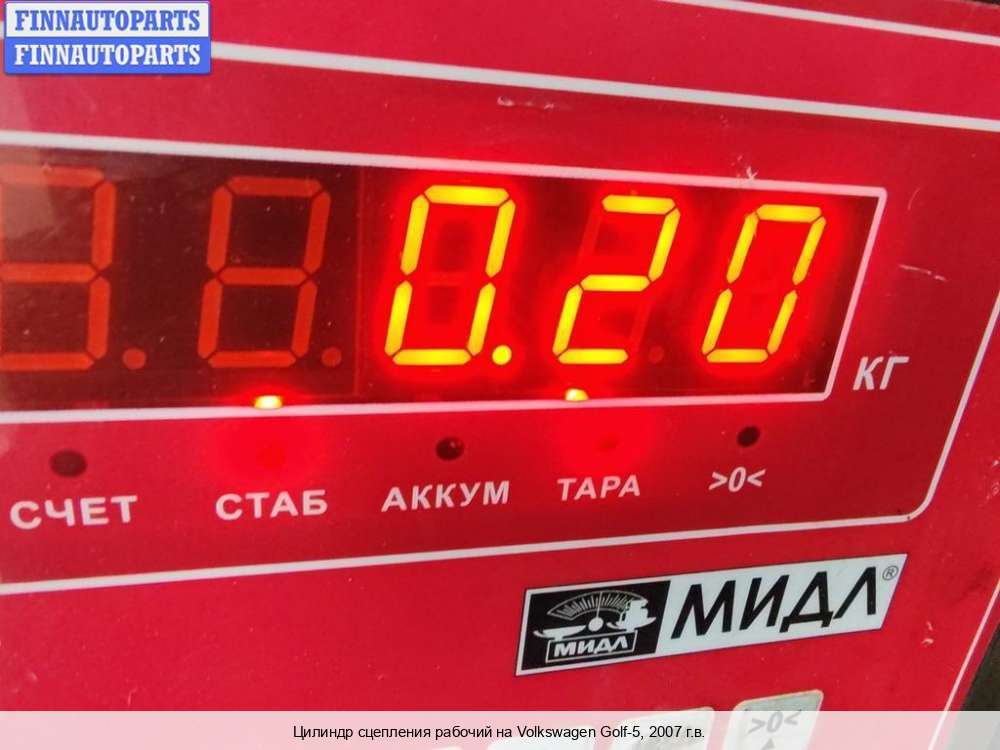 FINNAUTOPARTS
FINNAUTOPARTS
0.20
КГ
СЧЕТ СТАБ АККУМ ТАРА >0<
МИДЛ МИДЛ®
>0<
Цилиндр сцепления рабочий на Volkswagen Golf-5, 2007 г.в.